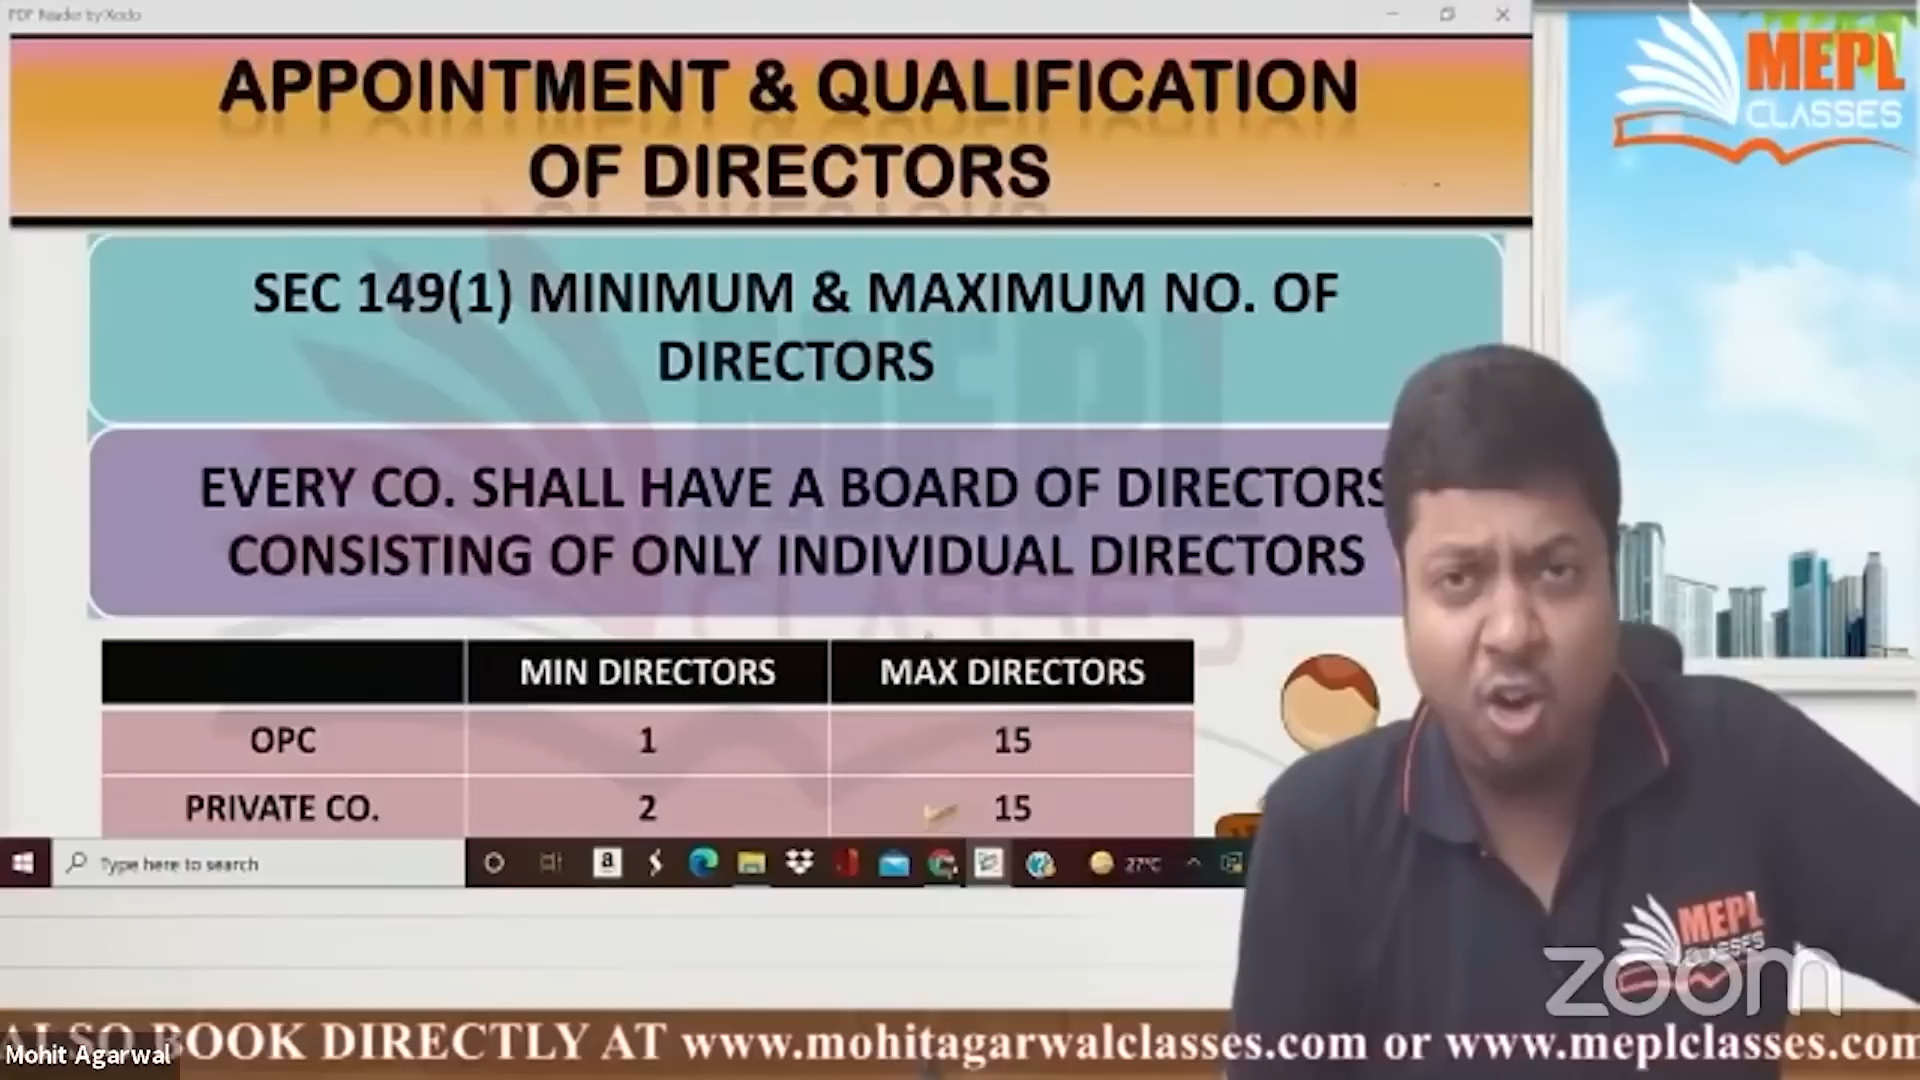 PDF Reader by Xodo
APPOINTMENT & QUALIFICATION
OF DIRECTORS
MEPL
CLASSES
SEC 149(1) MINIMUM & MAXIMUM NO. OF
DIRECTORS
EVERY CO. SHALL HAVE A BOARD OF DIRECTORS
CONSISTING OF ONLY INDIVIDUAL DIRECTORS
MEPL
CLASSES
MIN DIRECTORS MAX DIRECTORS
OPC 1 15
PRIVATE CO. 2 15
Type here to search
27°C
MEPL
CLASSES
zoom
ALSO BOOK DIRECTLY AT www.mohitagarwalclasses.com or www.meplclasses.com
Mohit Agarwal